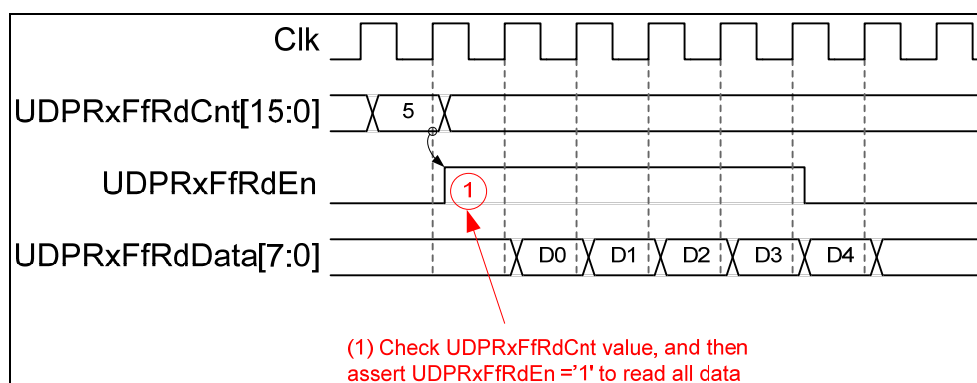 Clk
UDPRxFfRdCnt[15:0]
5
UDPRxFfRdEn
1
UDPRxFfRdData[7:0]
D0 D1 D2 D3 D4
(1) Check UDPRxFfRdCnt value, and then
assert UDPRxFfRdEn ='1' to read all data